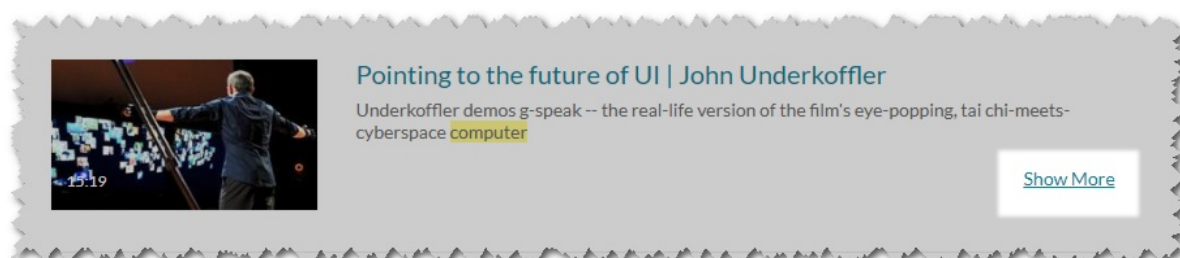 Pointing to the future of UI | John Underkoffler
Underkoffler demos g-speak -- the real-life version of the film's eye-popping, tai chi-meets-
cyberspace computer
15:19
Show More